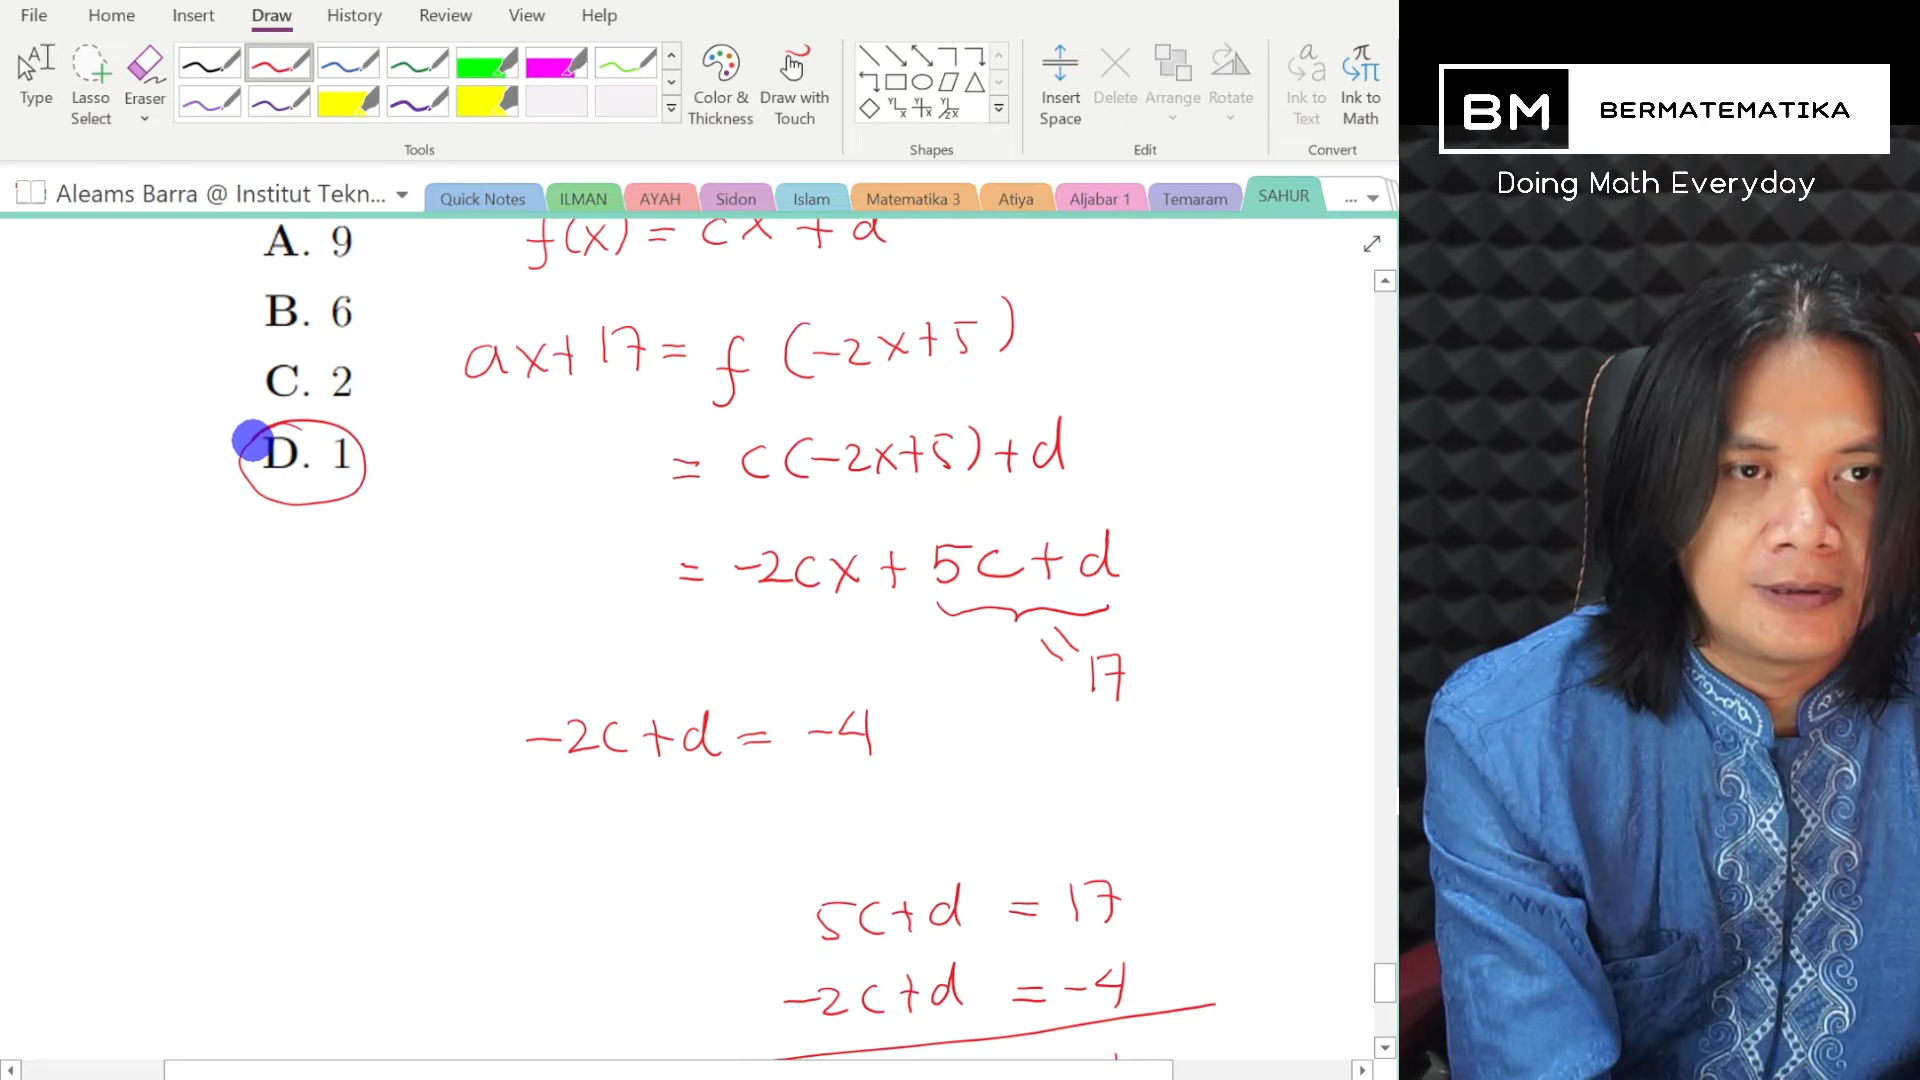 File Home Insert Draw History Review View Help
Type Lasso Select Eraser Color & Thickness Draw with Touch Insert Space Delete Arrange Rotate Ink to Text Ink to Math
Tools Shapes Edit Convert
Aleams Barra @ Institut Tekn... Quick Notes ILMAN AYAH Sidon Islam Matematika 3 Atiya Aljabar 1 Temaram SAHUR ...
BM BERMATEMATIKA
Doing Math Everyday
A. 9
B. 6
C. 2
D. 1
f(x) = cx + d
ax+17 = f(-2x+5)
= c(-2x+5)+d
= -2cx + 5c+d
17
-2c+d = -4
5c+d = 17
-2c+d = -4